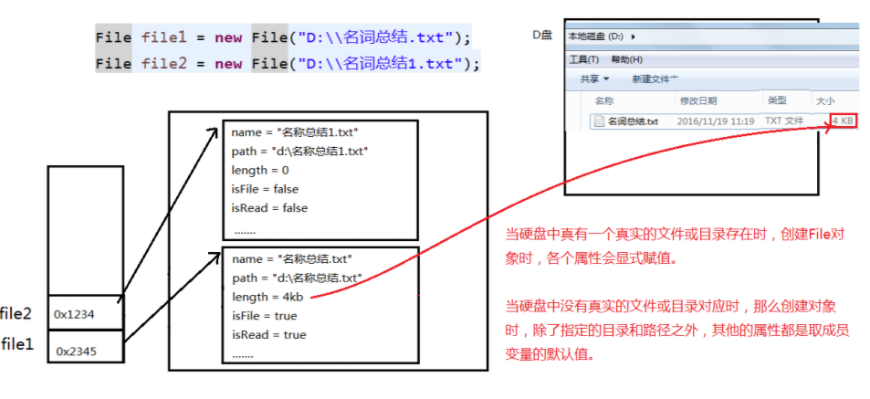 File file1 = new File("D:\\名词总结.txt");
File file2 = new File("D:\\名词总结1.txt");
D盘
本地磁盘 (D:)
工具(T) 帮助(H)
共享 新建文件
名称 修改日期 类型 大小
名词总结.txt 2016/11/19 11:19 TXT 文件 4 KB
name = "名称总结1.txt"
path = "d:\名称总结1.txt"
length = 0
isFile = false
isRead = false
.......
name = "名称总结.txt"
path = "d:\名称总结.txt"
length = 4kb
isFile = true
isRead = true
.......
file2 0x1234
file1 0x2345
当硬盘中真有一个真实的文件或目录存在时，创建File对
象时，各个属性会显式赋值。
当硬盘中没有真实的文件或目录对应时，那么创建对象
时，除了指定的目录和路径之外，其他的属性都是取成员
变量的默认值。